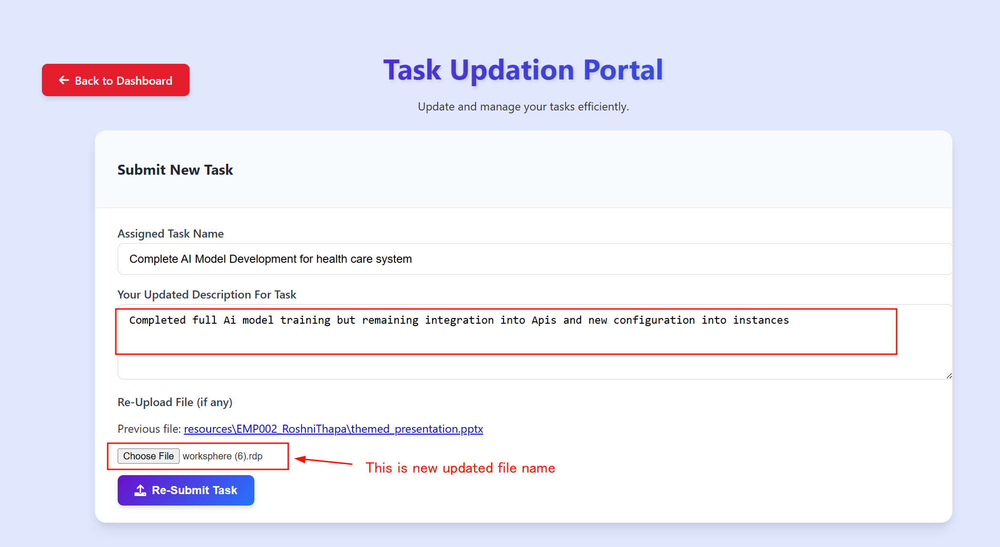 Back to Dashboard
Task Updation Portal
Update and manage your tasks efficiently.
Submit New Task
Assigned Task Name
Complete AI Model Development for health care system
Your Updated Description For Task
Completed full Ai model training but remaining integration into Apis and new configuration into instances
Re-Upload File (if any)
Previous file: resources\EMP002_RoshniThapa\themed_presentation.pptx
Choose File worksphere (6).rdp
This is new updated file name
Re-Submit Task